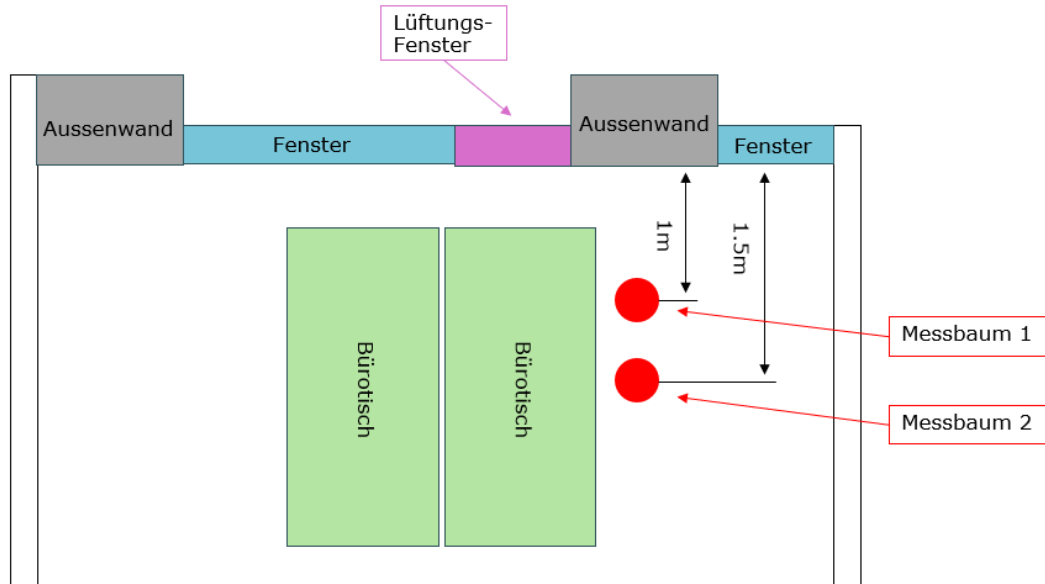 Lüftungs-
Fenster
Aussenwand
Fenster
Aussenwand
Fenster
1m
1.5m
Bürotisch
Bürotisch
Messbaum 1
Messbaum 2